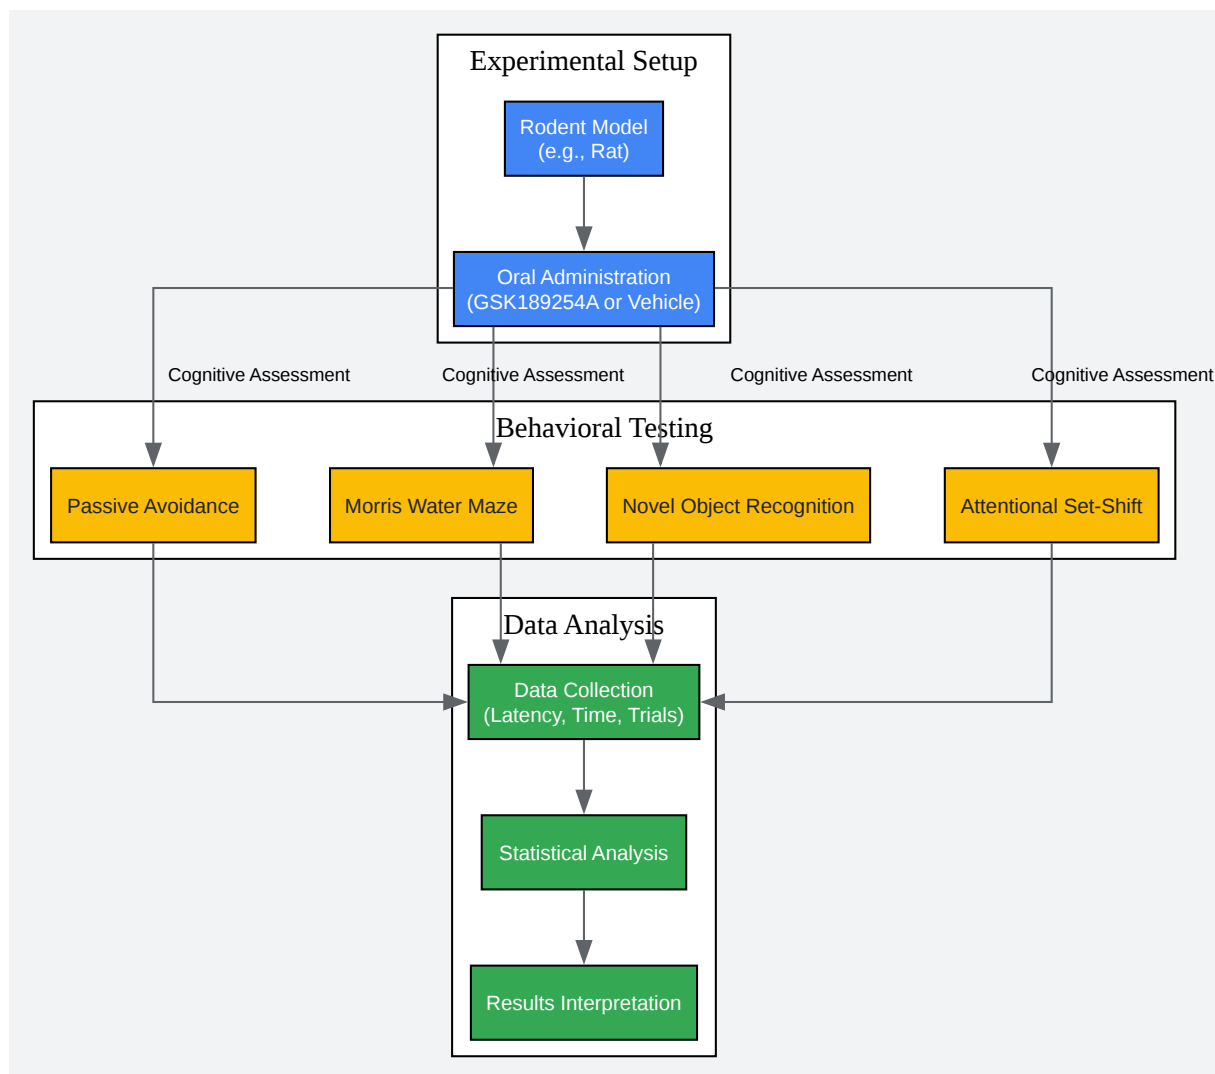 Experimental Setup
Rodent Model
(e.g., Rat)
Oral Administration
(GSK189254A or Vehicle)
Cognitive Assessment
Cognitive Assessment
Cognitive Assessment
Cognitive Assessment
Behavioral Testing
Passive Avoidance
Morris Water Maze
Novel Object Recognition
Attentional Set-Shift
Data Analysis
Data Collection
(Latency, Time, Trials)
Statistical Analysis
Results Interpretation